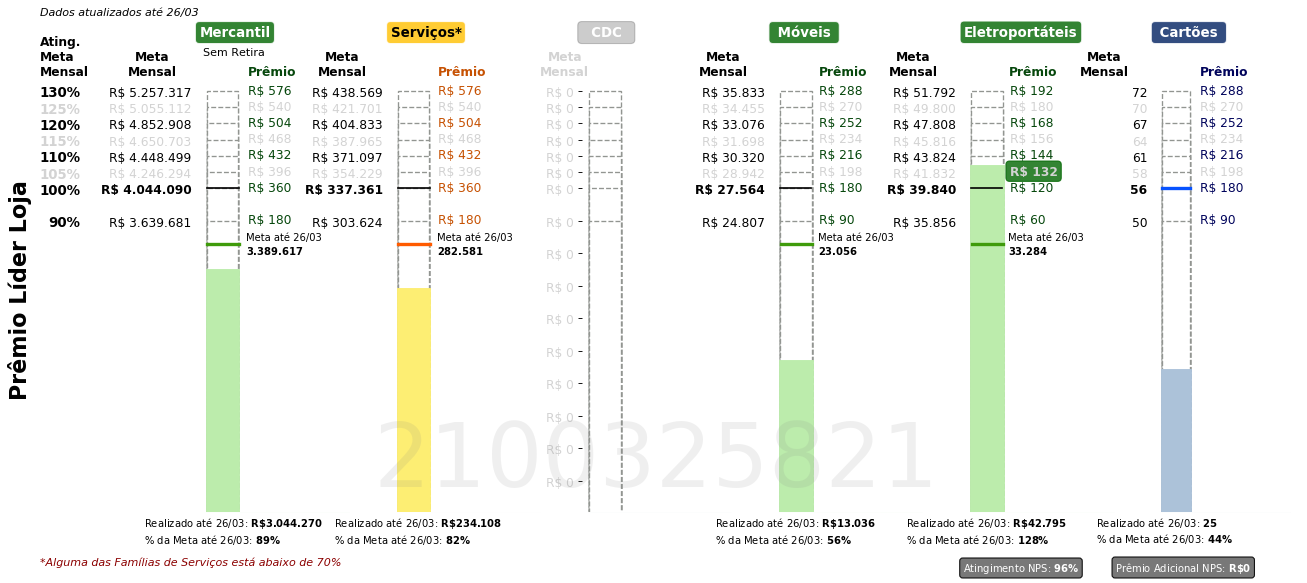 Dados atualizados até 26/03
Mercantil Serviços* CDC Móveis Eletroportáteis Cartões
Sem Retira
Ating. Meta Mensal
Meta Mensal Prêmio Meta Mensal Prêmio Meta Mensal Meta Mensal Prêmio Meta Mensal Prêmio Meta Mensal Prêmio
130% R$ 5.257.317 R$ 576 R$ 438.569 R$ 576 R$ 0 R$ 35.833 R$ 288 R$ 51.792 R$ 192 72 R$ 288
125% R$ 5.055.112 R$ 540 R$ 421.701 R$ 540 R$ 0 R$ 34.455 R$ 270 R$ 49.800 R$ 180 70 R$ 270
120% R$ 4.852.908 R$ 504 R$ 404.833 R$ 504 R$ 0 R$ 33.076 R$ 252 R$ 47.808 R$ 168 67 R$ 252
115% R$ 4.650.703 R$ 468 R$ 387.965 R$ 468 R$ 0 R$ 31.698 R$ 234 R$ 45.816 R$ 156 64 R$ 234
110% R$ 4.448.499 R$ 432 R$ 371.097 R$ 432 R$ 0 R$ 30.320 R$ 216 R$ 43.824 R$ 144 61 R$ 216
105% R$ 4.246.294 R$ 396 R$ 354.229 R$ 396 R$ 0 R$ 28.942 R$ 198 R$ 41.832 R$ 132 58 R$ 198
100% R$ 4.044.090 R$ 360 R$ 337.361 R$ 360 R$ 0 R$ 27.564 R$ 180 R$ 39.840 R$ 120 56 R$ 180
90% R$ 3.639.681 R$ 180 R$ 303.624 R$ 180 R$ 0 R$ 24.807 R$ 90 R$ 35.856 R$ 60 50 R$ 90
Meta até 26/03 Meta até 26/03 Meta até 26/03 Meta até 26/03
3.389.617 282.581 23.056 33.284
R$ 0
R$ 0
R$ 0
R$ 0
R$ 0
R$ 0
R$ 0
R$ 0
Prêmio Líder Loja
2100325821
Realizado até 26/03: R$3.044.270 Realizado até 26/03: R$234.108 Realizado até 26/03: R$13.036 Realizado até 26/03: R$42.795 Realizado até 26/03: 25
% da Meta até 26/03: 89% % da Meta até 26/03: 82% % da Meta até 26/03: 56% % da Meta até 26/03: 128% % da Meta até 26/03: 44%
*Alguma das Famílias de Serviços está abaixo de 70%
Atingimento NPS: 96% Prêmio Adicional NPS: R$0